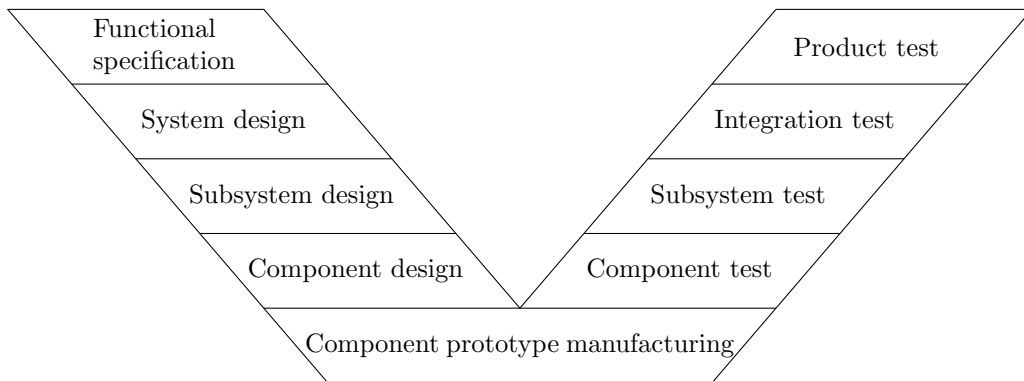 Functional
specification
Product test
System design
Integration test
Subsystem design
Subsystem test
Component design
Component test
Component prototype manufacturing